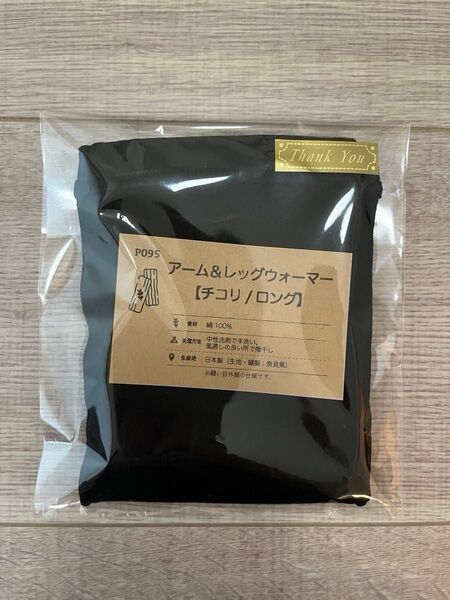 Thank You
P095
アーム&レッグウォーマー
【チコリ/ロング】
素材 絹100%
洗濯方法 中性洗剤で手洗い、
風通しの良い所で陰干し
生産地 日本製(生地・縫製:奈良県)
※縫い目外側の仕様です。